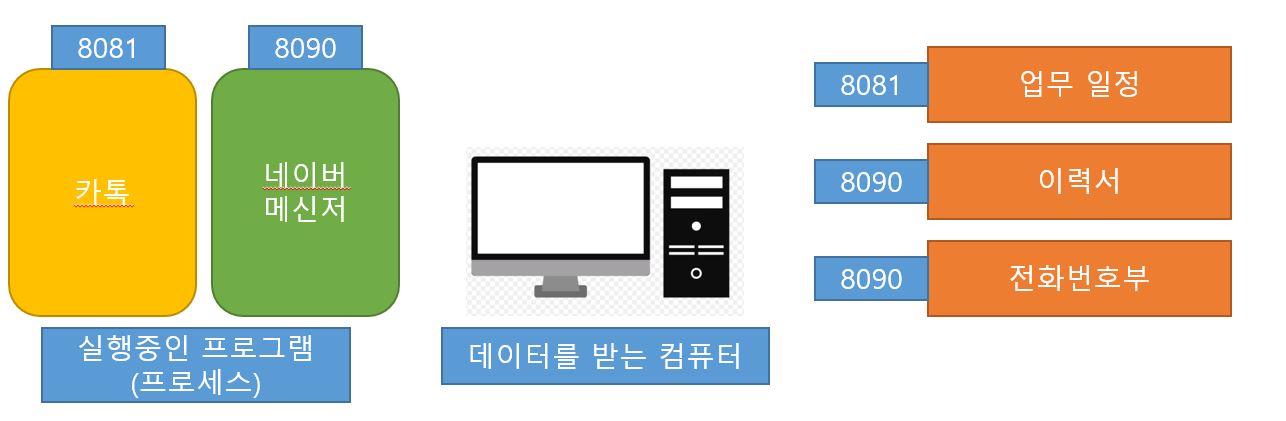 8081
8090
카톡
네이버
메신저
실행중인 프로그램
(프로세스)
데이터를 받는 컴퓨터
8081
업무 일정
8090
이력서
8090
전화번호부